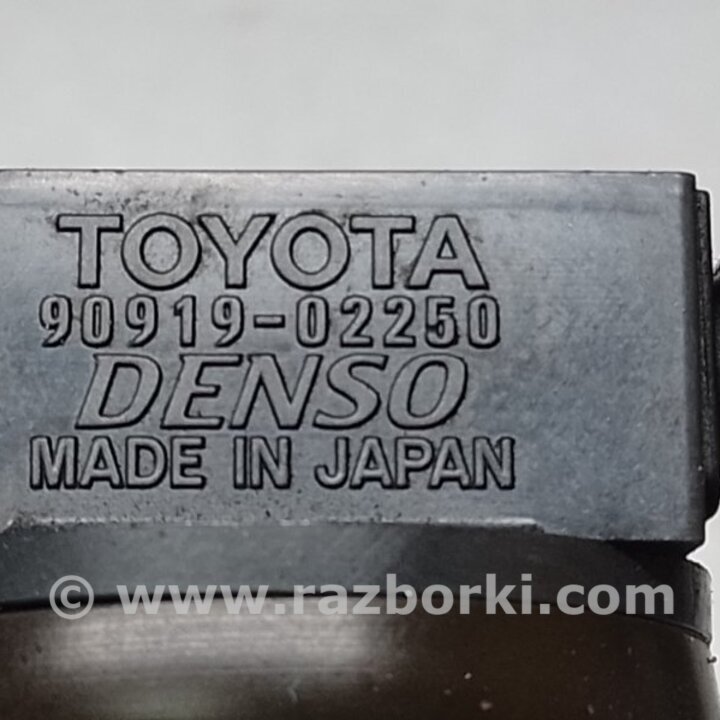 TOYOTA
90919-02250
DENSO
MADE IN JAPAN
© www.razborki.com